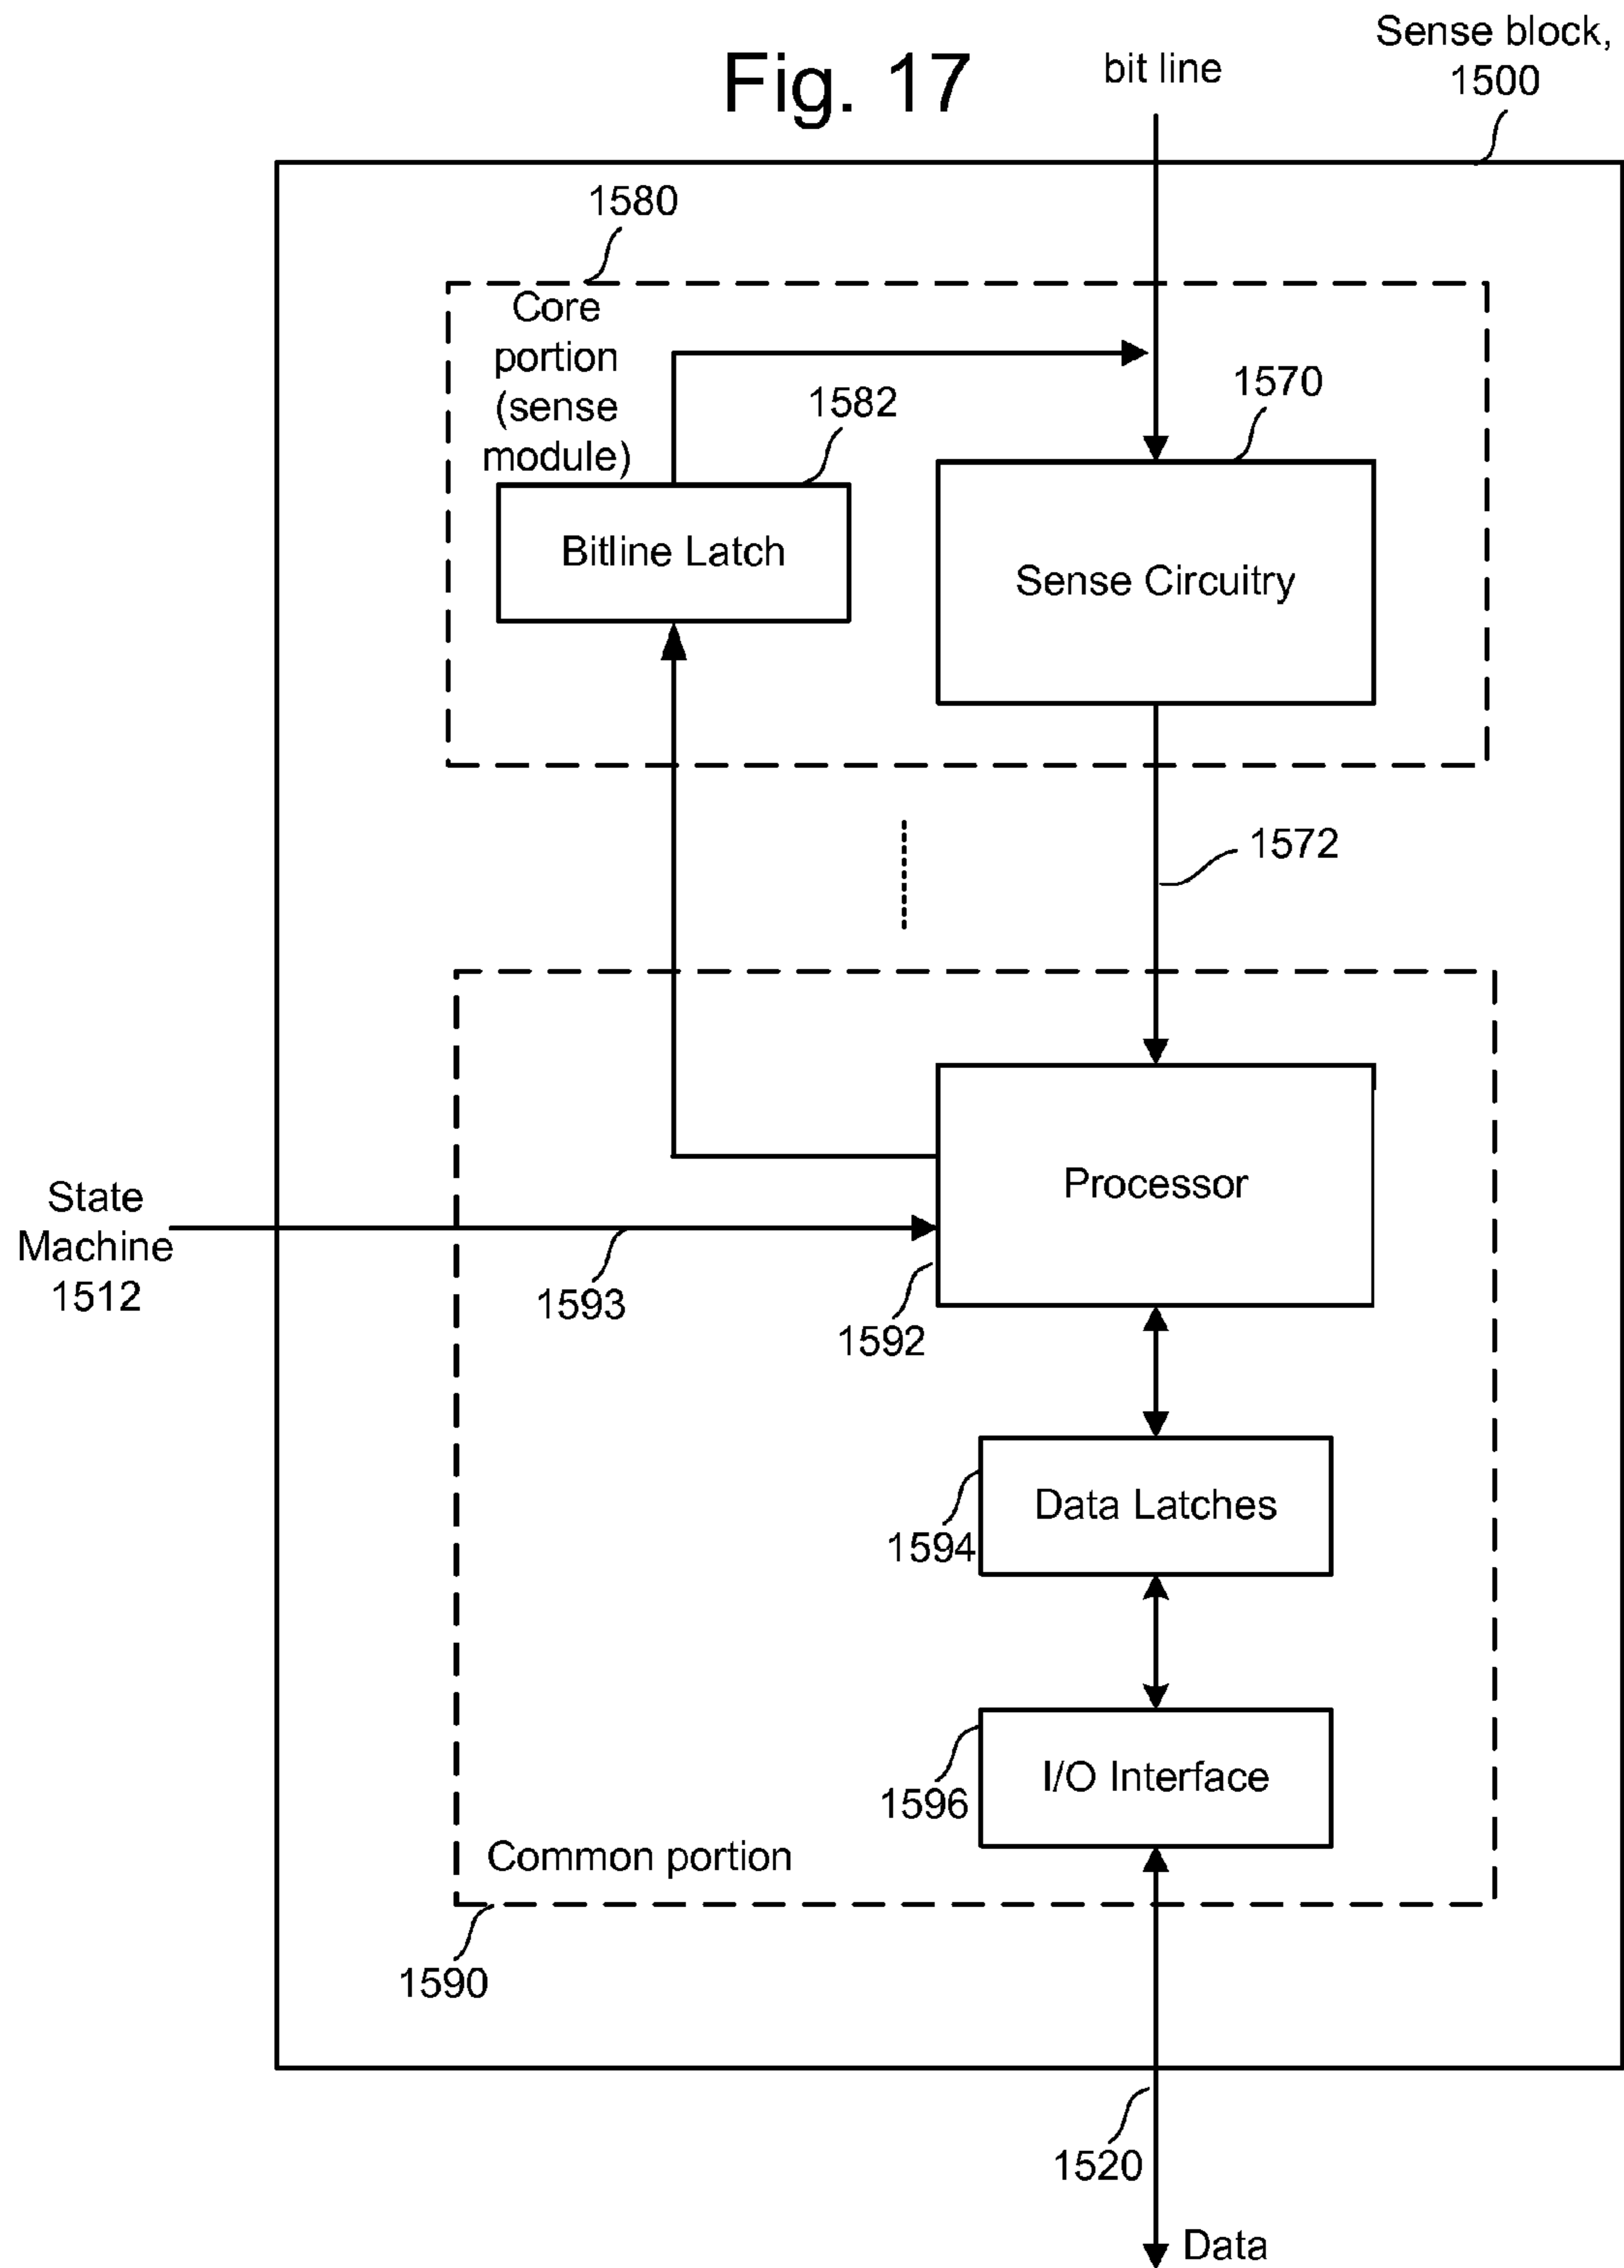 Fig. 17
bit line
Sense block,
1500
1580
Core
portion
(sense
module)
1582
1570
Bitline Latch
Sense Circuitry
1572
Processor
State
Machine
1512
1593
1592
Data Latches
1594
I/O Interface
1596
Common portion
1590
1520
Data